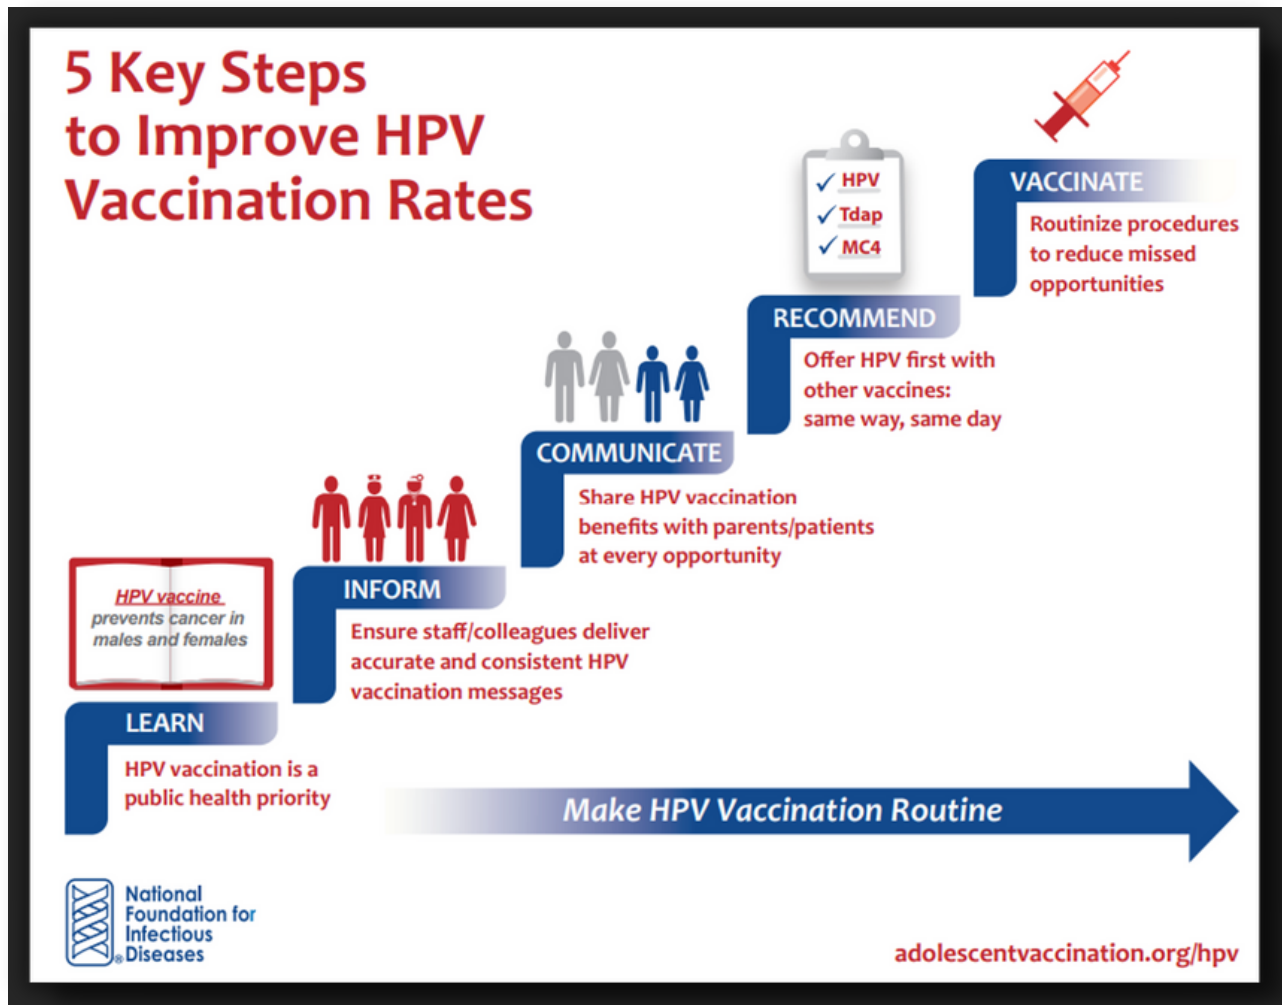 5 Key Steps
to Improve HPV
Vaccination Rates
HPV vaccine
prevents cancer in
males and females
LEARN
HPV vaccination is a
public health priority
INFORM
Ensure staff/colleagues deliver
accurate and consistent HPV
vaccination messages
COMMUNICATE
Share HPV vaccination
benefits with parents/patients
at every opportunity
✓ HPV
✓ Tdap
✓ MC4
RECOMMEND
Offer HPV first with
other vaccines:
same way, same day
VACCINATE
Routinize procedures
to reduce missed
opportunities
Make HPV Vaccination Routine
National
Foundation for
Infectious
®Diseases
adolescentvaccination.org/hpv